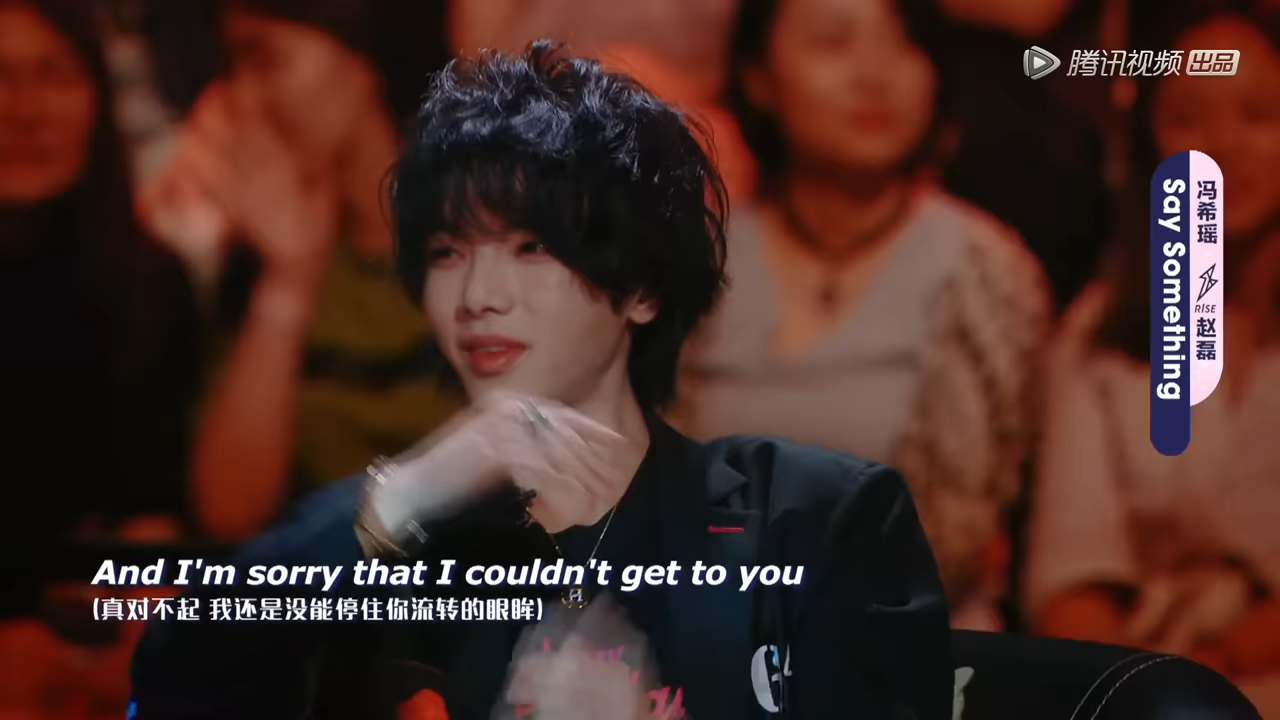 腾讯视频 出品
冯希瑶
RISE
赵磊
Say Something
And I'm sorry that I couldn't get to you
(真对不起 我还是没能停住你流转的眼眸)